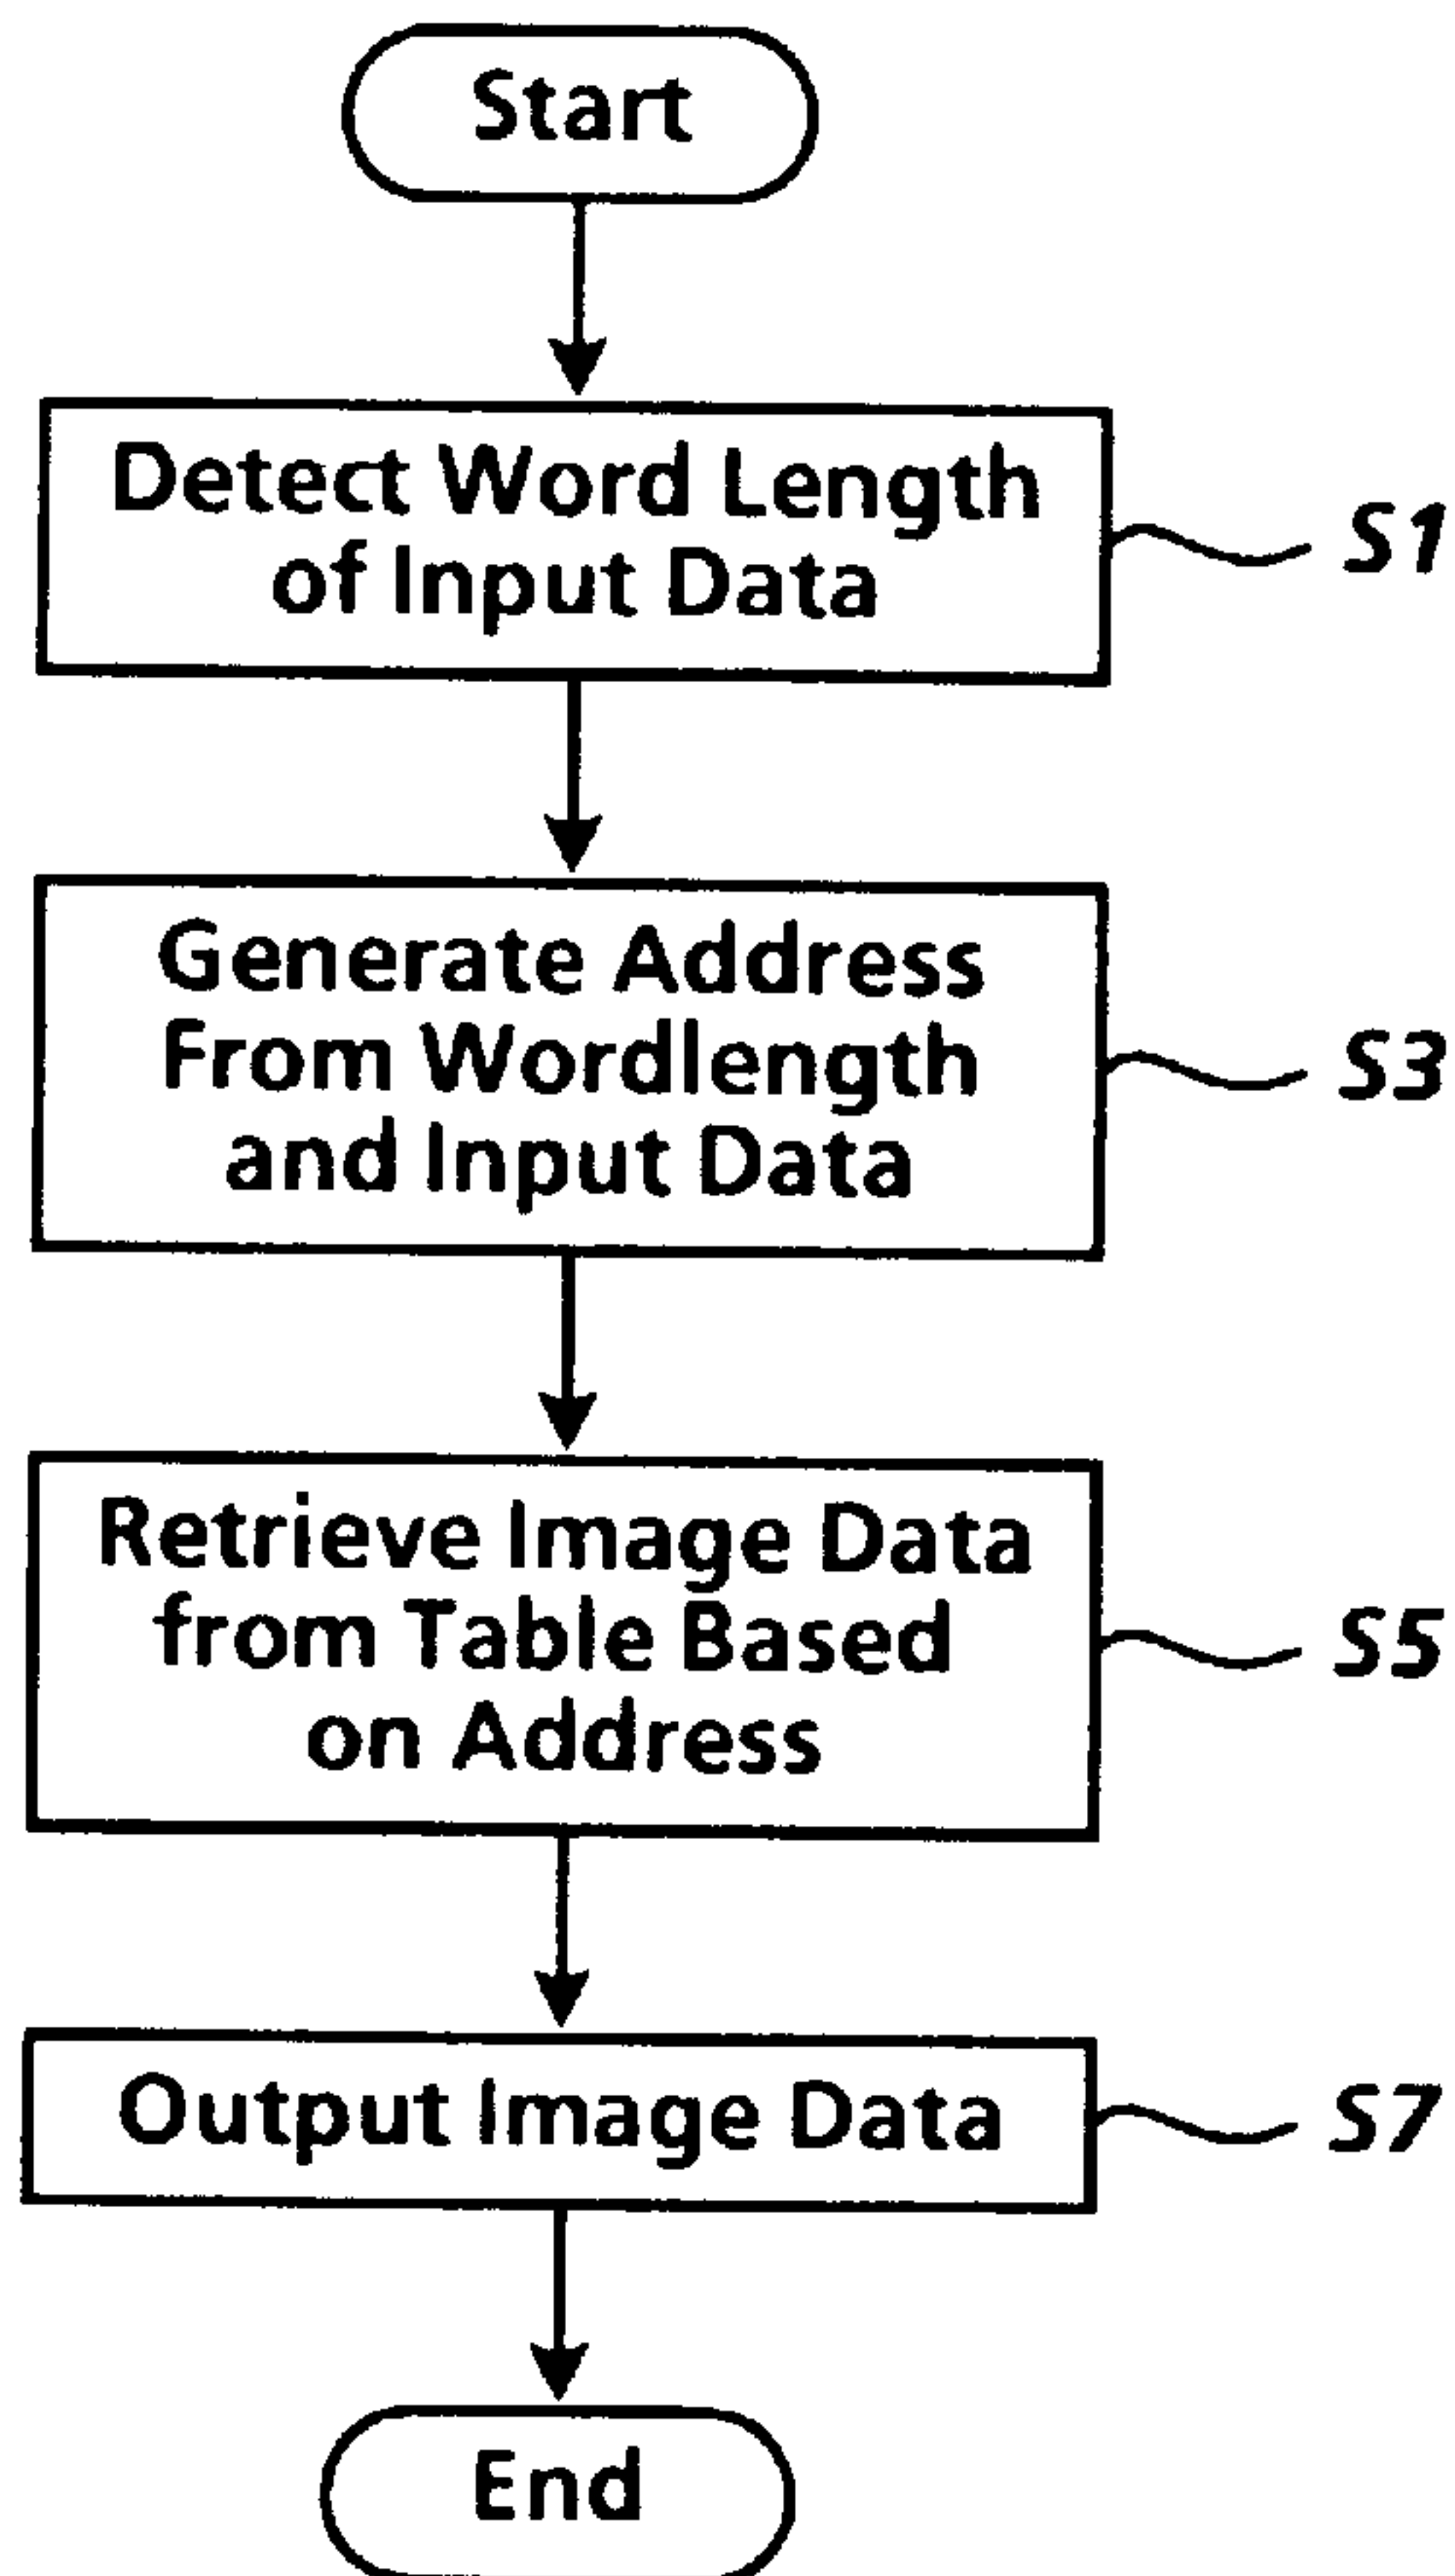 Start
Detect Word Length
of Input Data
S1
Generate Address
From Wordlength
and Input Data
S3
Retrieve Image Data
from Table Based
on Address
S5
Output Image Data
S7
End